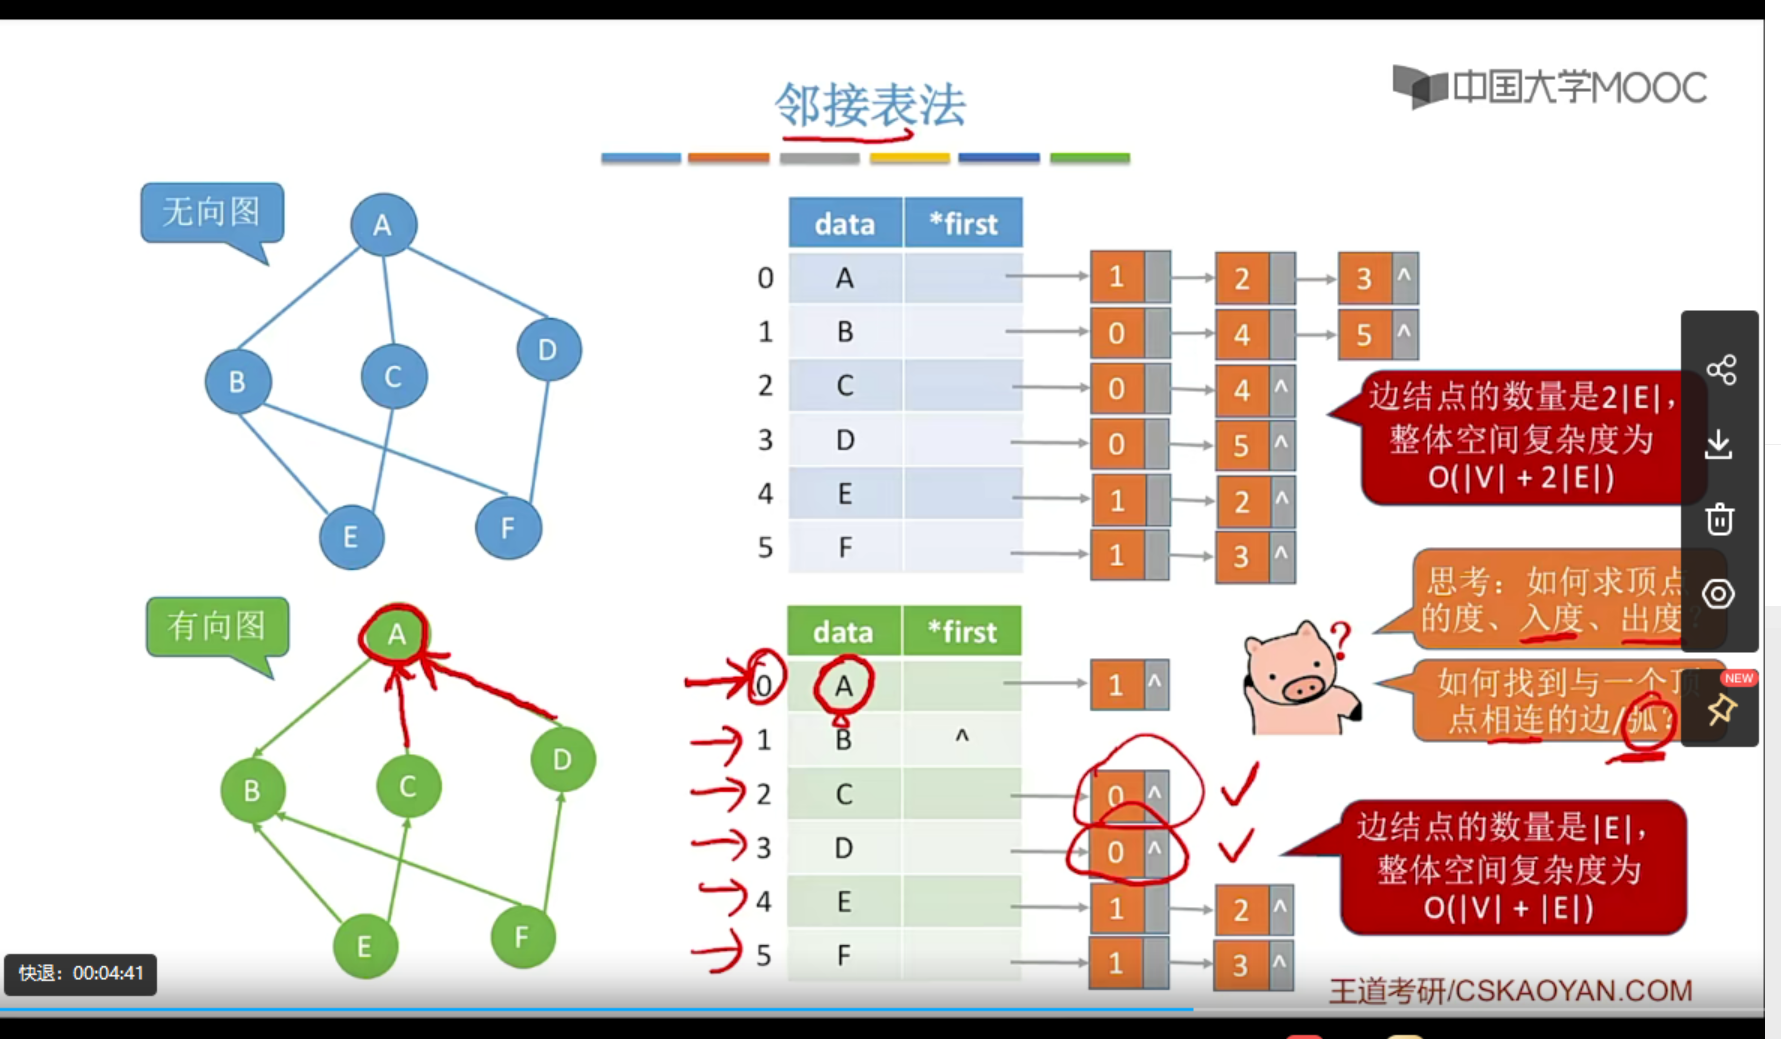 邻接表法
中国大学MOOC
无向图
A
B
C
D
E
F
data *first
0 A 1 2 3 ^
1 B 0 4 5 ^
2 C 0 4 ^
3 D 0 5 ^
4 E 1 2 ^
5 F 1 3 ^
边结点的数量是2|E|,
整体空间复杂度为
O(|V| + 2|E|)
有向图
A
B
C
D
E
F
data *first
0 A 1 ^
1 B ^
2 C 0 ^
3 D 0 ^
4 E 1 2 ^
5 F 1 3 ^
思考：如何求顶点
的度、入度、出度？
?
如何找到与一个顶
点相连的边/弧？
NEW
边结点的数量是|E|,
整体空间复杂度为
O(|V| + |E|)
快退：00:04:41
王道考研/CSKAOYAN.COM